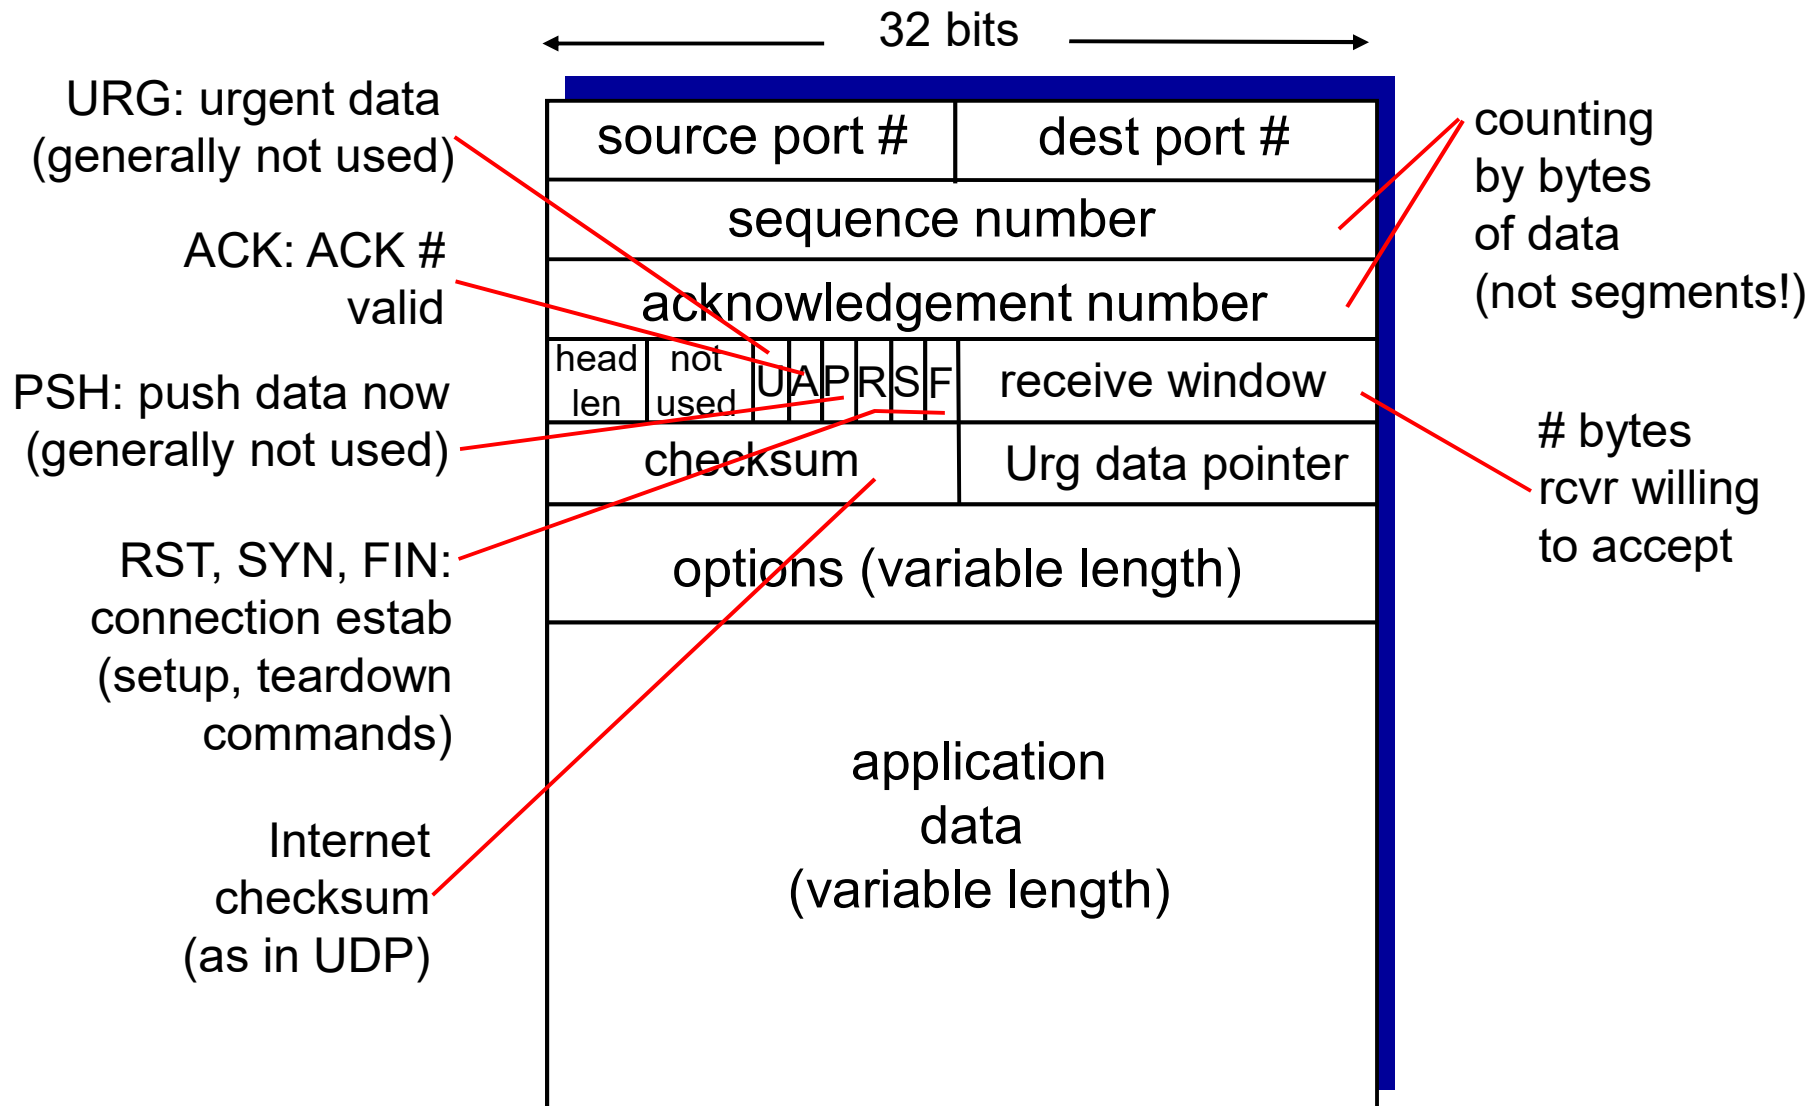 32 bits
URG: urgent data
(generally not used)
ACK: ACK #
valid
PSH: push data now
(generally not used)
RST, SYN, FIN:
connection estab
(setup, teardown
commands)
Internet
checksum
(as in UDP)
source port #
dest port #
sequence number
acknowledgement number
head
len
not
used
U A P R S F
receive window
checksum
Urg data pointer
options (variable length)
application
data
(variable length)
counting
by bytes
of data
(not segments!)
# bytes
rcvr willing
to accept